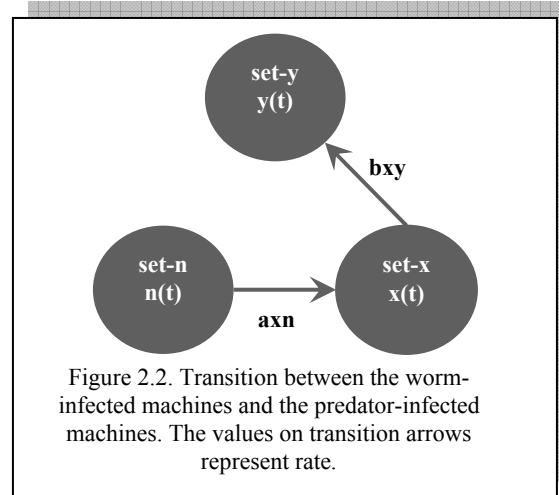 set-y
y(t)
bxy
set-n
n(t)
set-x
x(t)
axn
Figure 2.2. Transition between the worm-
infected machines and the predator-infected
machines. The values on transition arrows
represent rate.